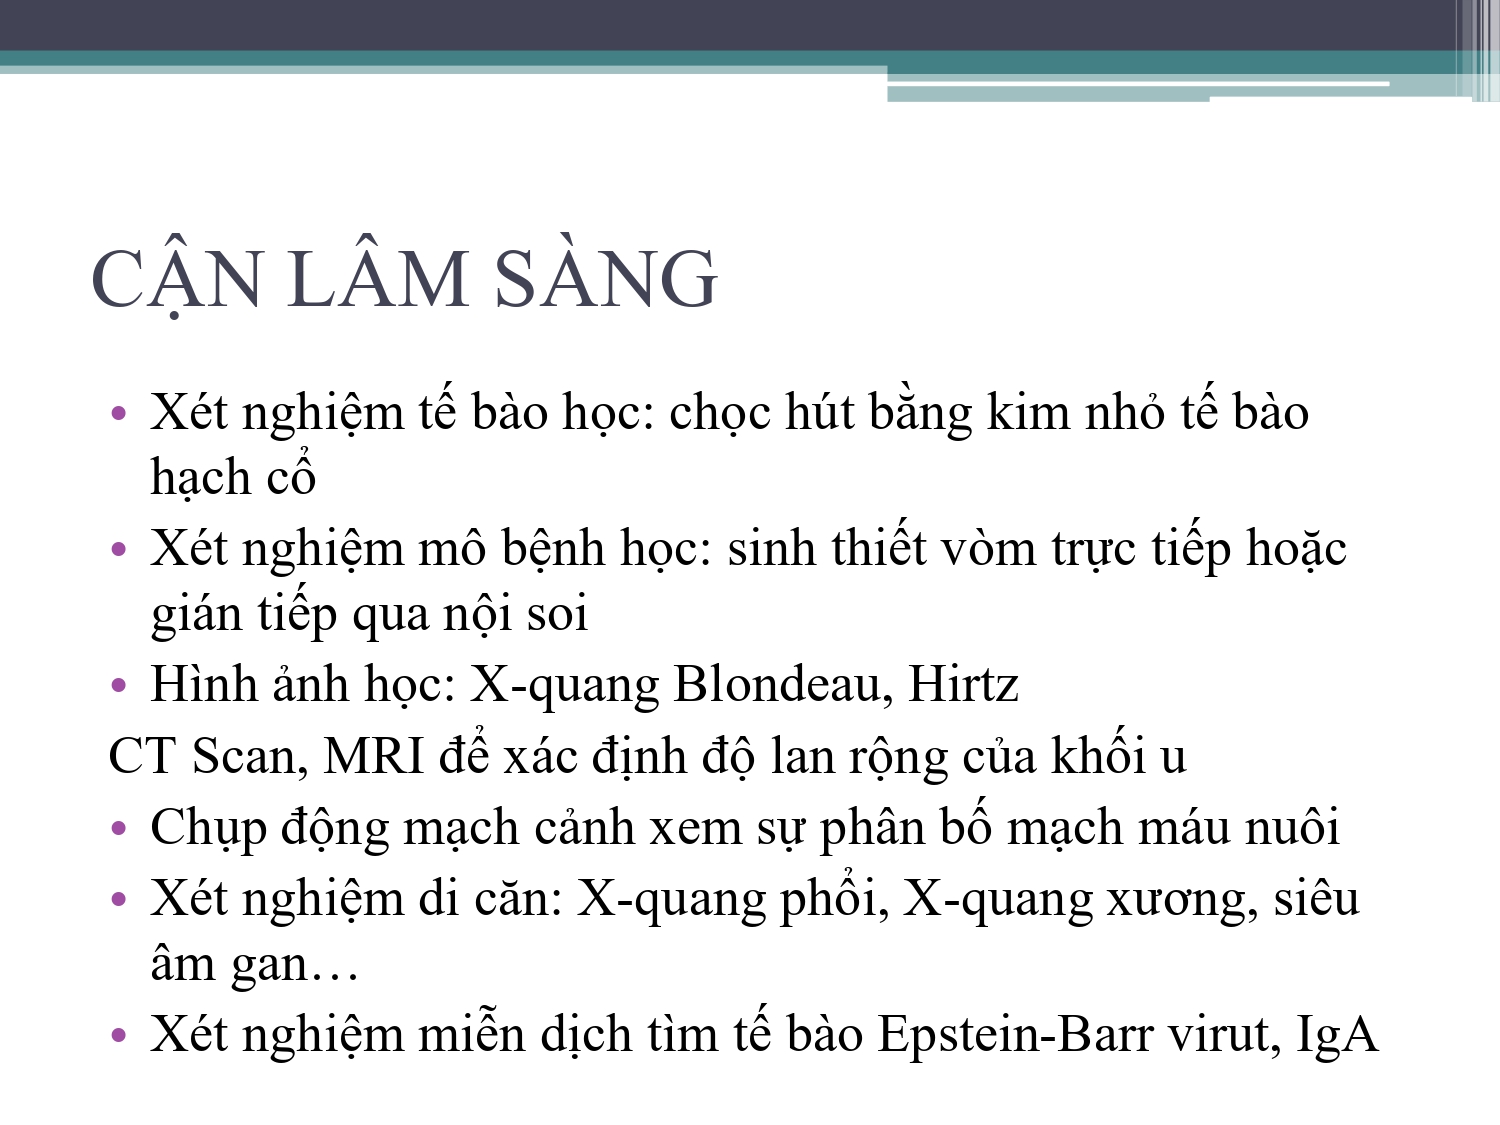 CẬN LÂM SÀNG
• Xét nghiệm tế bào học: chọc hút bằng kim nhỏ tế bào
hạch cổ
• Xét nghiệm mô bệnh học: sinh thiết vòm trực tiếp hoặc
gián tiếp qua nội soi
• Hình ảnh học: X-quang Blondeau, Hirtz
CT Scan, MRI để xác định độ lan rộng của khối u
• Chụp động mạch cảnh xem sự phân bố mạch máu nuôi
• Xét nghiệm di căn: X-quang phổi, X-quang xương, siêu
âm gan…
• Xét nghiệm miễn dịch tìm tế bào Epstein-Barr virut, IgA